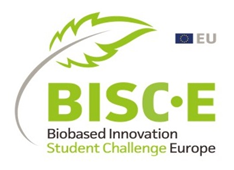 EU
BISC·E
Biobased Innovation
Student Challenge Europe